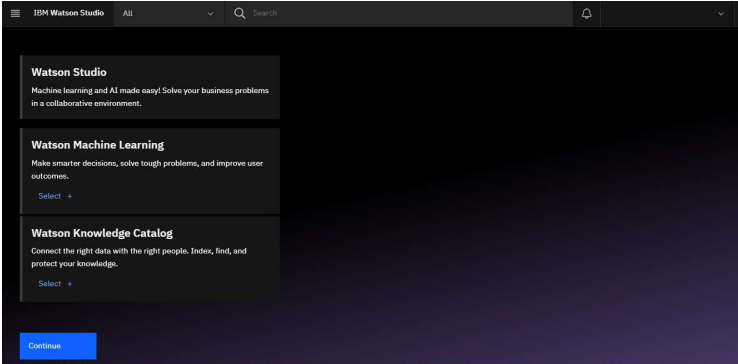 IBM Watson Studio
All
Search
Watson Studio
Machine learning and AI made easy! Solve your business problems
in a collaborative environment.
Watson Machine Learning
Make smarter decisions, solve tough problems, and improve user
outcomes.
Select +
Watson Knowledge Catalog
Connect the right data with the right people. Index, find, and
protect your knowledge.
Select +
Continue